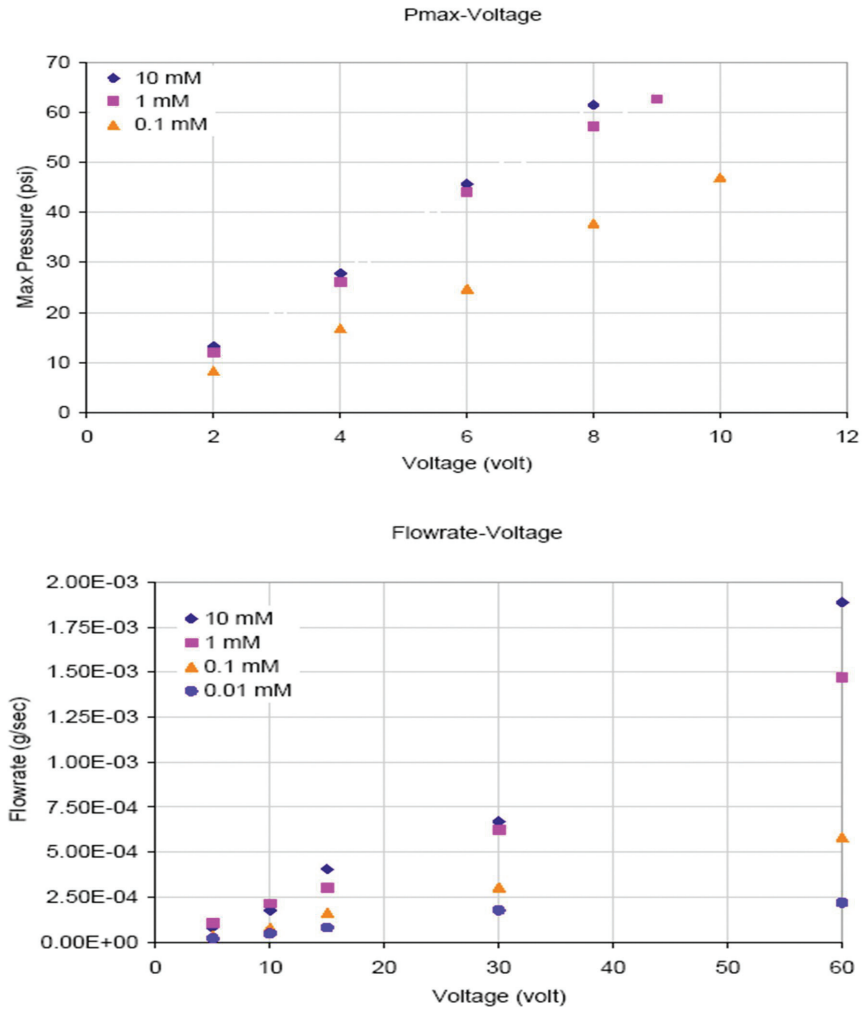 Pmax-Voltage
70
60
50
40
30
20
10
0
Max Pressure (psi)
10 mM
1 mM
0.1 mM
0 2 4 6 8 10 12
Voltage (volt)
Flowrate-Voltage
2.00E-03
1.75E-03
1.50E-03
1.25E-03
1.00E-03
7.50E-04
5.00E-04
2.50E-04
0.00E+00
Flowrate (g/sec)
10 mM
1 mM
0.1 mM
0.01 mM
0 10 20 30 40 50 60
Voltage (volt)